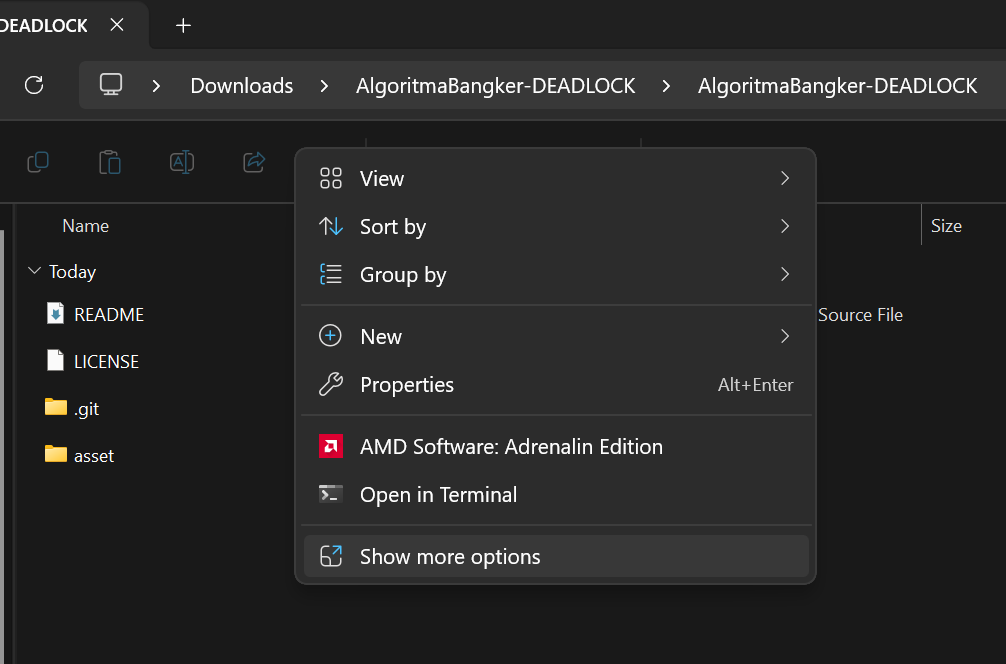 DEADLOCK
Downloads
AlgoritmaBangker-DEADLOCK
AlgoritmaBangker-DEADLOCK
View
Sort by
Group by
New
Properties Alt+Enter
AMD Software: Adrenalin Edition
Open in Terminal
Show more options
Name
Size
Today
README
Source File
LICENSE
.git
asset